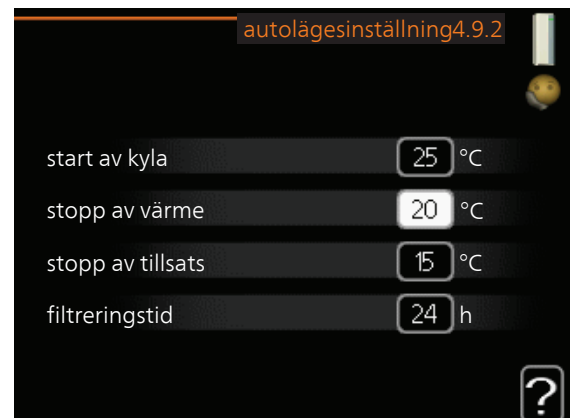 autolägesinställning4.9.2
start av kyla 25 °C
stopp av värme 20 °C
stopp av tillsats 15 °C
filtreringstid 24 h
?